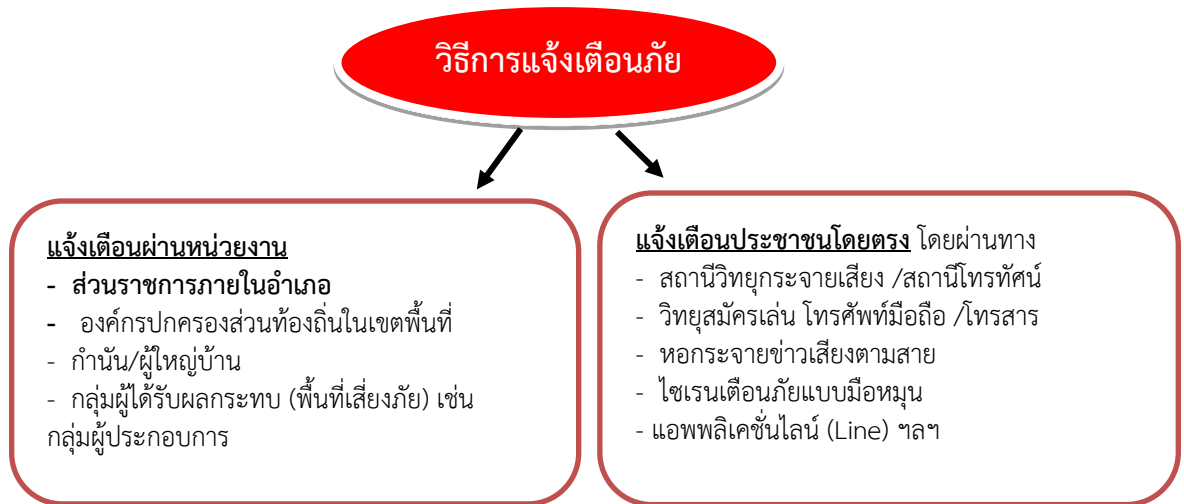 วิธีการแจ้งเตือนภัย
แจ้งเตือนผ่านหน่วยงาน
- ส่วนราชการภายในอำเภอ
- องค์กรปกครองส่วนท้องถิ่นในเขตพื้นที่
- กำนัน/ผู้ใหญ่บ้าน
- กลุ่มผู้ได้รับผลกระทบ (พื้นที่เสี่ยงภัย) เช่น
กลุ่มผู้ประกอบการ
แจ้งเตือนประชาชนโดยตรง โดยผ่านทาง
- สถานีวิทยุกระจายเสียง /สถานีโทรทัศน์
- วิทยุสมัครเล่น โทรศัพท์มือถือ /โทรสาร
- หอกระจายข่าวเสียงตามสาย
- ไซเรนเตือนภัยแบบมือหมุน
- แอพพลิเคชั่นไลน์ (Line) ฯลฯ